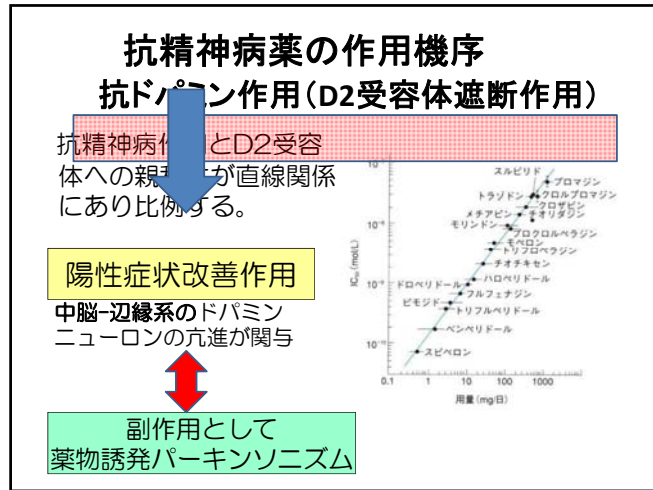 抗精神病薬の作用機序
抗ドパミン作用(D2受容体遮断作用)
抗精神病作用とD2受容
体への親和性が直線関係
にあり比例する。
陽性症状改善作用
中脳-辺縁系のドパミン
ニューロンの亢進が関与
副作用として
薬物誘発パーキンソニズム
スルピリド
プロマジン
トラゾドン
クロルプロマジン
クロザピン
メチアピン
チオリダジン
モリンドン
プロクロルペラジン
モペロン
トリフロペラジン
チオチキセン
ハロペリドール
ドロペリドール
フルフェナジン
ピモジド
トリフルペリドール
ベンペリドール
スピペロン
IC50 (mol/L)
0.1 1 10 100 1000
用量(mg/日)